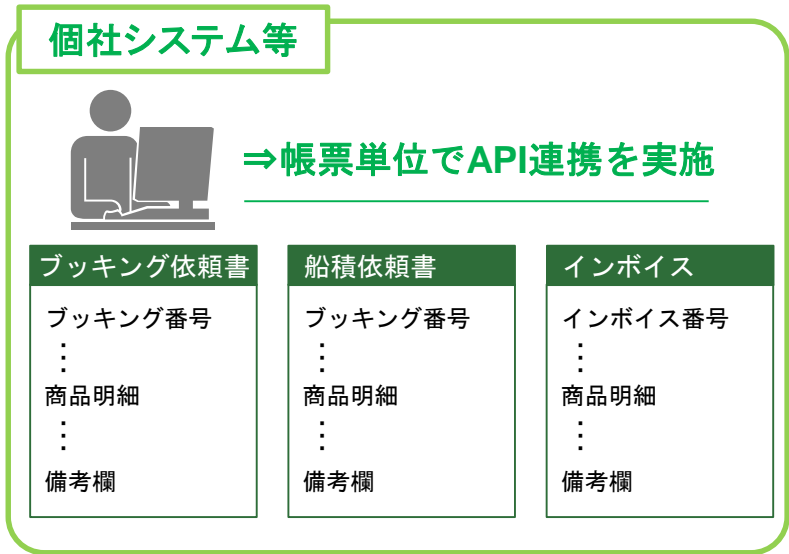 個社システム等
⇒帳票単位でAPI連携を実施
ブッキング依頼書
ブッキング番号
⋮
商品明細
⋮
備考欄
船積依頼書
ブッキング番号
⋮
商品明細
⋮
備考欄
インボイス
インボイス番号
⋮
商品明細
⋮
備考欄